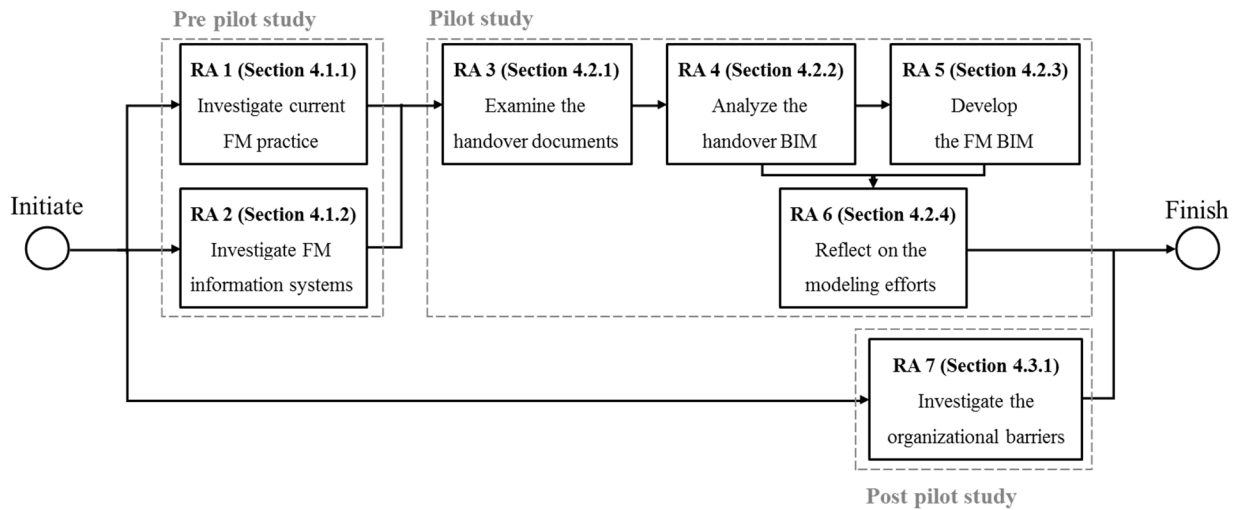 Pre pilot study
Pilot study
RA 1 (Section 4.1.1)
Investigate current
FM practice
RA 3 (Section 4.2.1)
Examine the
handover documents
RA 4 (Section 4.2.2)
Analyze the
handover BIM
RA 5 (Section 4.2.3)
Develop
the FM BIM
Initiate
RA 2 (Section 4.1.2)
Investigate FM
information systems
RA 6 (Section 4.2.4)
Reflect on the
modeling efforts
Finish
RA 7 (Section 4.3.1)
Investigate the
organizational barriers
Post pilot study